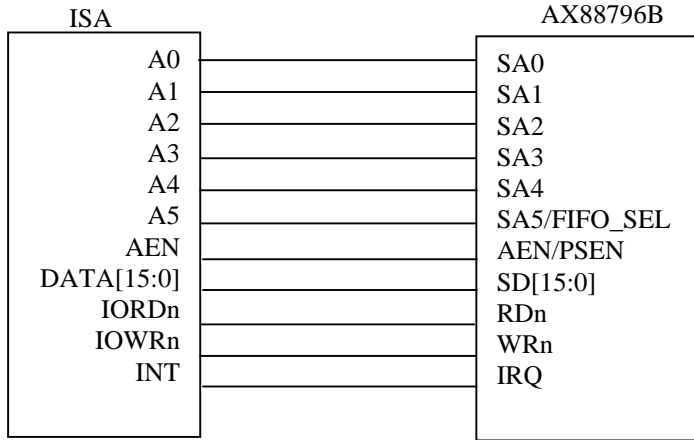 ISA AX88796B
A0 SA0
A1 SA1
A2 SA2
A3 SA3
A4 SA4
A5 SA5/FIFO_SEL
AEN AEN/PSEN
DATA[15:0] SD[15:0]
IORDn RDn
IOWRn WRn
INT IRQ